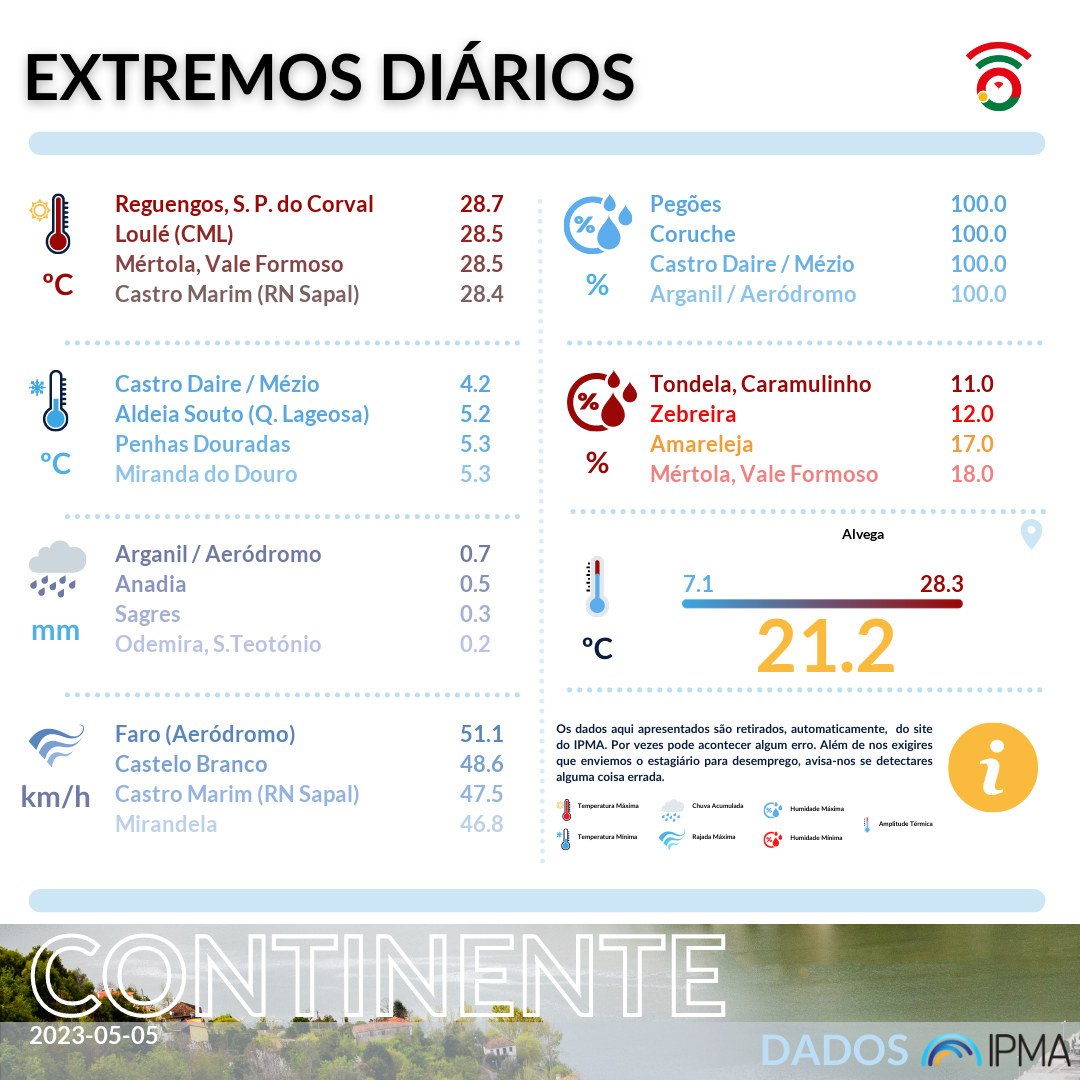 EXTREMOS DIÁRIOS
Reguengos, S. P. do Corval 28.7
Loulé (CML) 28.5
Mértola, Vale Formoso 28.5
Castro Marim (RN Sapal) 28.4
ºC
Castro Daire / Mézio 4.2
Aldeia Souto (Q. Lageosa) 5.2
Penhas Douradas 5.3
Miranda do Douro 5.3
ºC
Arganil / Aeródromo 0.7
Anadia 0.5
Sagres 0.3
Odemira, S.Teotónio 0.2
mm
Faro (Aeródromo) 51.1
Castelo Branco 48.6
Castro Marim (RN Sapal) 47.5
Mirandela 46.8
km/h
%
Pegões 100.0
Coruche 100.0
Castro Daire / Mézio 100.0
Arganil / Aeródromo 100.0
%
%
Tondela, Caramulinho 11.0
Zebreira 12.0
Amareleja 17.0
Mértola, Vale Formoso 18.0
%
Alvega
7.1 28.3
21.2
ºC
Os dados aqui apresentados são retirados, automaticamente, do site
do IPMA. Por vezes pode acontecer algum erro. Além de nos exigires
que enviemos o estagiário para desemprego, avisa-nos se detectares
alguma coisa errada.
i
Temperatura Máxima
Chuva Acumulada
Humidade Máxima
Amplitude Térmica
Temperatura Mínima
Rajada Máxima
Humidade Mínima
CONTINENTE
2023-05-05
DADOS IPMA